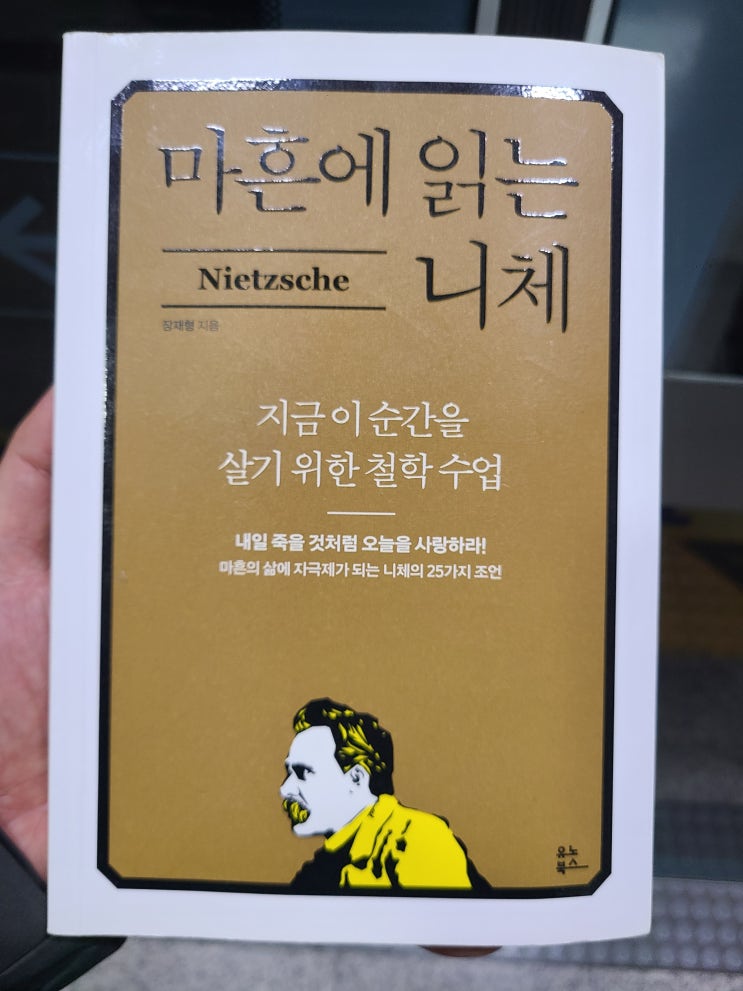 마흔에 읽는
니체
Nietzsche
장재형 지음
지금 이 순간을
살기 위한 철학 수업
내일 죽을 것처럼 오늘을 사랑하라!
마흔의 삶에 자극제가 되는 니체의 25가지 조언
유노
북스